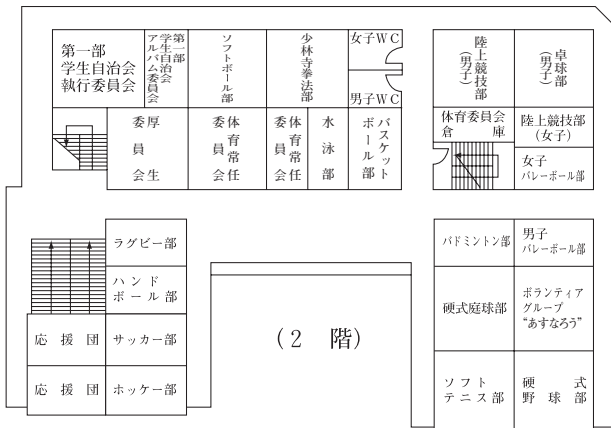 第一部
学生自治会
執行委員会
第一部
学生自治会
アルバム委員会
ソフトボール部
少林寺拳法部
女子WC
男子WC
陸上競技部
(男子)
卓球部
(男子)
厚生
委員会
体育常任
委員会
体育常任
委員会
水泳部
バスケット
ボール部
体育委員会
倉庫
陸上競技部
(女子)
女子
バレーボール部
ラグビー部
ハンド
ボール部
応援団
サッカー部
応援団
ホッケー部
(2階)
バドミントン部
男子
バレーボール部
硬式庭球部
ボランティア
グループ
“あすなろう”
ソフト
テニス部
硬式
野球部